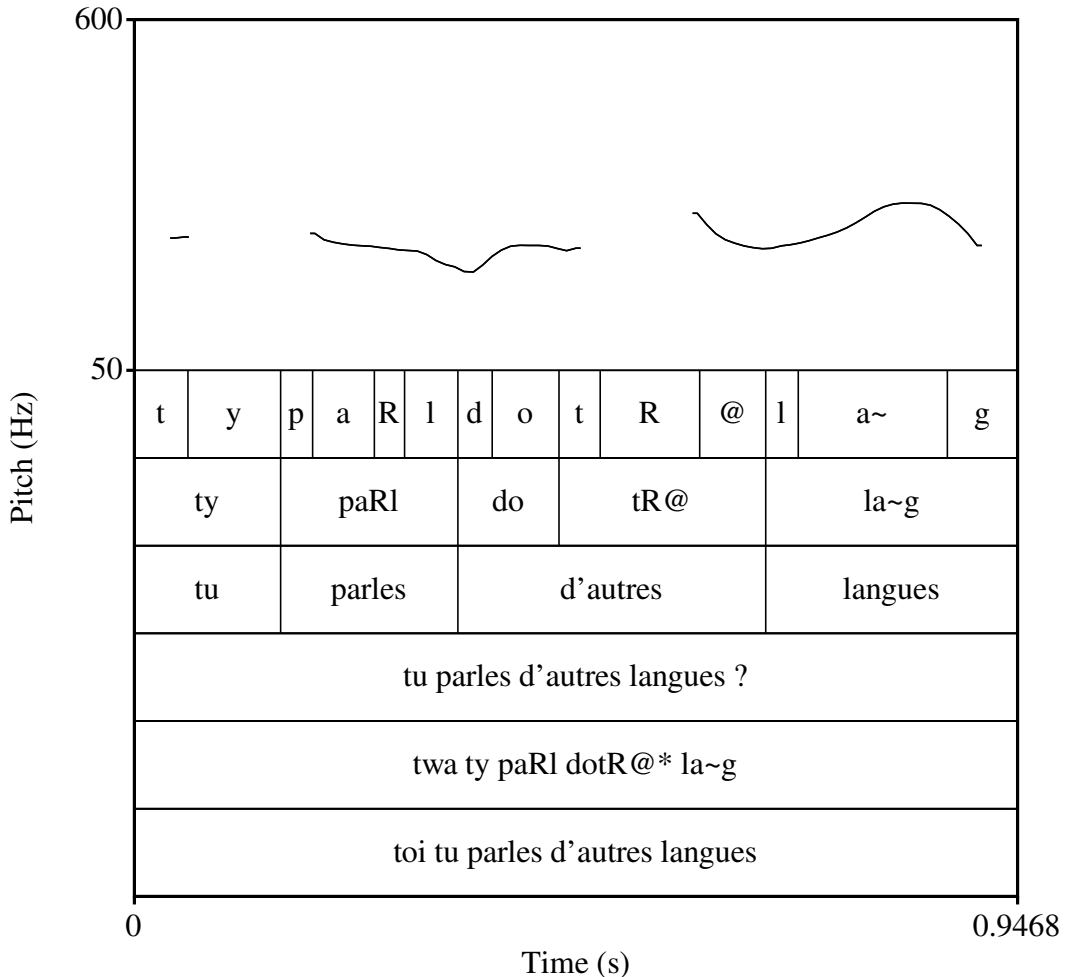 600
50
Pitch (Hz)
t y p a R l d o t R @ l a~ g
ty paRl do tR@ la~g
tu parles d'autres langues
tu parles d'autres langues ?
twa ty paRl dotR@* la~g
toi tu parles d'autres langues
0 0.9468
Time (s)